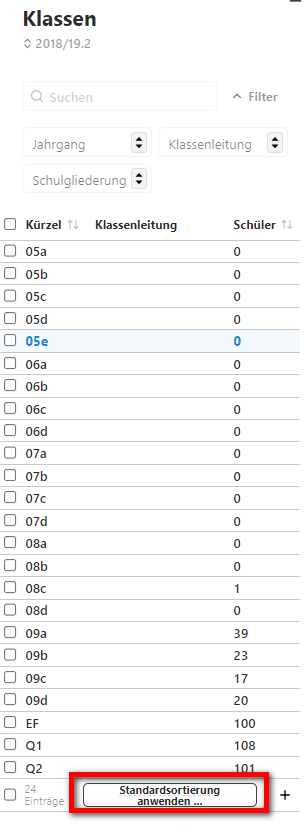 Klassen
2018/19.2
Suchen Filter
Jahrgang Klassenleitung
Schulgliederung
Kürzel Klassenleitung Schüler
05a 0
05b 0
05c 0
05d 0
05e 0
06a 0
06b 0
06c 0
06d 0
07a 0
07b 0
07c 0
07d 0
08a 0
08b 0
08c 1
08d 0
09a 39
09b 23
09c 17
09d 20
EF 100
Q1 108
Q2 101
24 Einträge Standardsortierung anwenden ... +